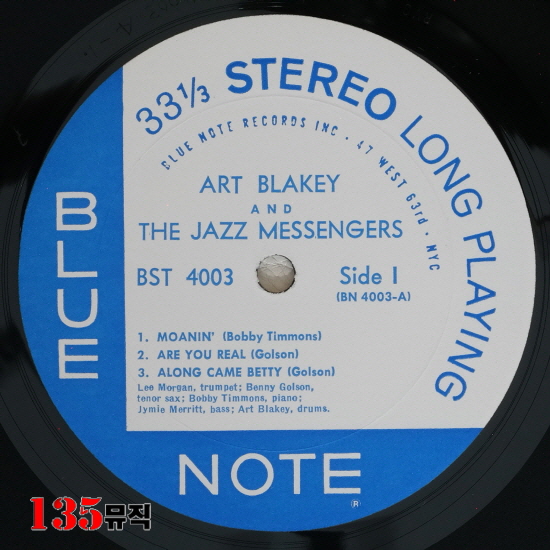 33⅓ STEREO LONG PLAYING
BLUE NOTE RECORDS INC · 47 WEST 63rd · NYC
ART BLAKEY
AND
THE JAZZ MESSENGERS
BST 4003
Side 1
(BN 4003-A)
1. MOANIN' (Bobby Timmons)
2. ARE YOU REAL (Golson)
3. ALONG CAME BETTY (Golson)
Lee Morgan, trumpet; Benny Golson,
tenor sax; Bobby Timmons, piano;
Jymie Merritt, bass; Art Blakey, drums.
BLUE
NOTE
®
135뮤직